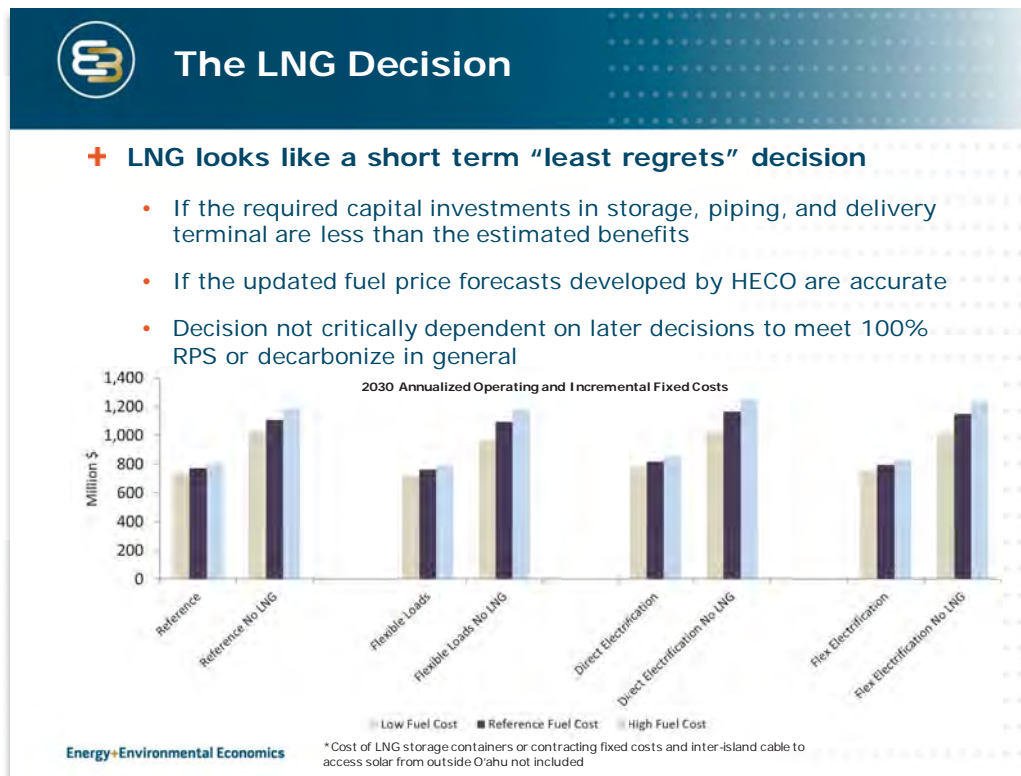 The LNG Decision
+ LNG looks like a short term “least regrets” decision
• If the required capital investments in storage, piping, and delivery
terminal are less than the estimated benefits
• If the updated fuel price forecasts developed by HECO are accurate
• Decision not critically dependent on later decisions to meet 100%
RPS or decarbonize in general
2030 Annualized Operating and Incremental Fixed Costs
Million $
1,400
1,200
1,000
800
600
400
200
0
Reference
Reference No LNG
Flexible Loads
Flexible Loads No LNG
Direct Electrification
Direct Electrification No LNG
Flex Electrification
Flex Electrification No LNG
Low Fuel Cost
Reference Fuel Cost
High Fuel Cost
Energy+Environmental Economics
*Cost of LNG storage containers or contracting fixed costs and inter-island cable to
access solar from outside O'ahu not included